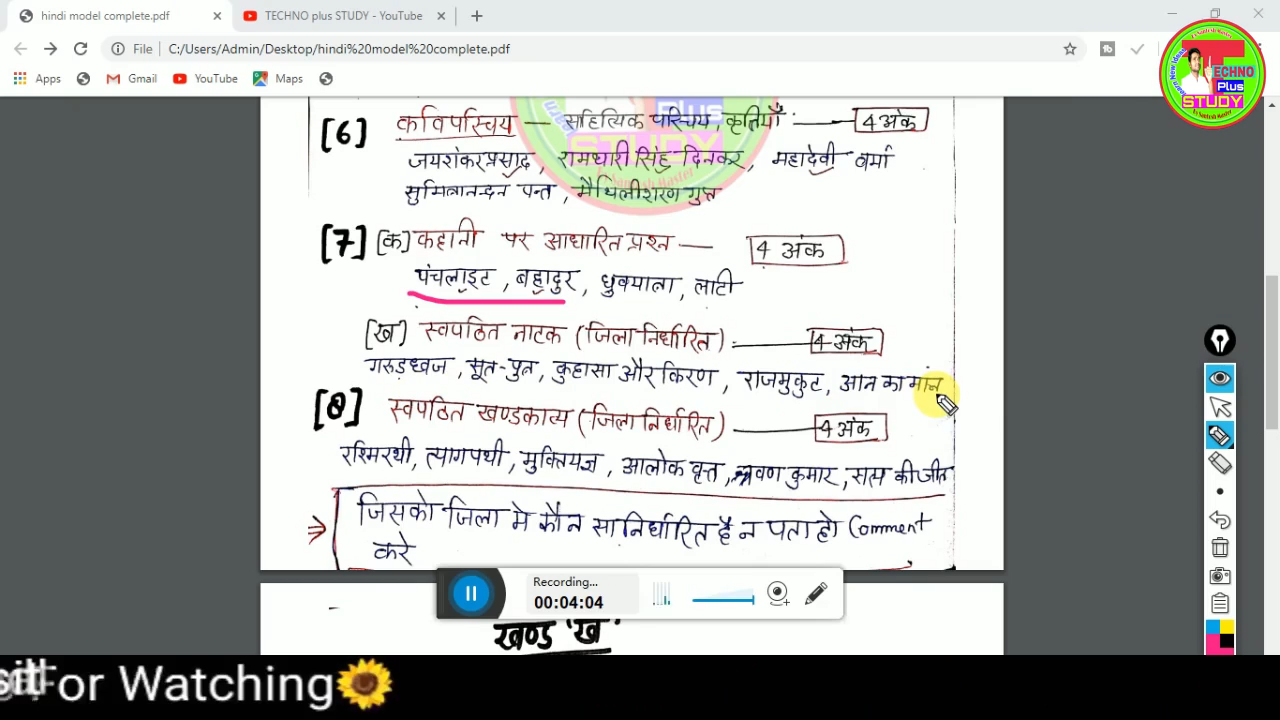 hindi model complete.pdf
TECHNO plus STUDY - YouTube
File
C:/Users/Admin/Desktop/hindi%20model%20complete.pdf
Apps
Gmail
YouTube
Maps
TECHNO
Plus
STUDY
[6] कविपरिचय — साहित्यिक परिचय, कृतियाँ 4 अंक
जयशंकरप्रसाद, रामधारी सिंह दिनकर, महादेवी वर्मा
सुमित्रानन्दन पन्त, मैथिलीशरण गुप्त
[7] (क) कहानी पर आधारित प्रश्न — 4 अंक
पंचलाइट, बहादुर, ध्रुवयात्रा, लाटी
(ख) स्वपठित नाटक (जिला निर्धारित) 4 अंक
गरुड़ध्वज, सूत-पुत्र, कुहासा और किरण, राजमुकुट, आन का मान
[8] स्वपठित खण्डकाव्य (जिला निर्धारित) 4 अंक
रश्मिरथी, त्यागपथी, मुक्तियज्ञ, आलोक वृत्त, श्रवण कुमार, सत्य की जीत
जिसको जिला मे कौन सा निर्धारित है न पता हो Comment
करे
Recording...
00:04:04
खण्ड 'ख'
For Watching🌻